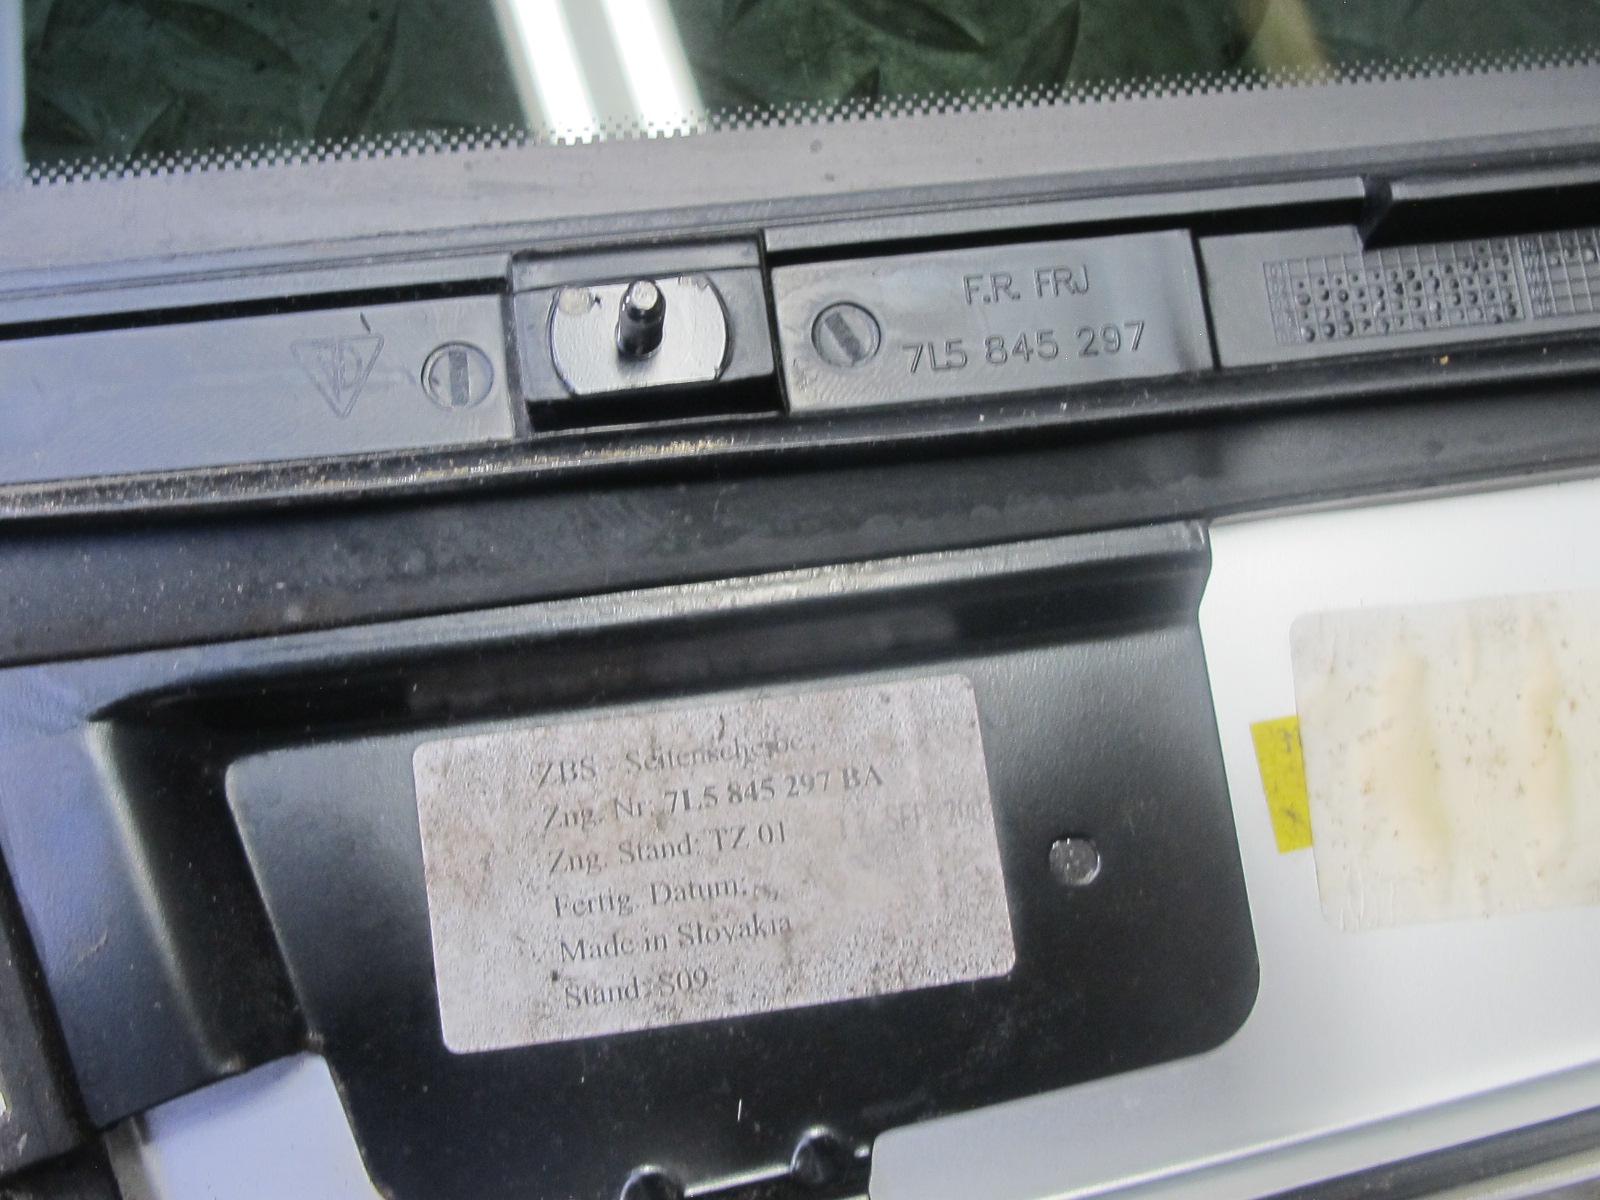 F.R. FRJ
7L5 845 297
ZBS - Seitenscheibe
Zng. Nr: 7L5 845 297 BA
SEP
Zng. Stand: TZ 01
Fertig. Datum:
Made in Slovakia
Stand: S09